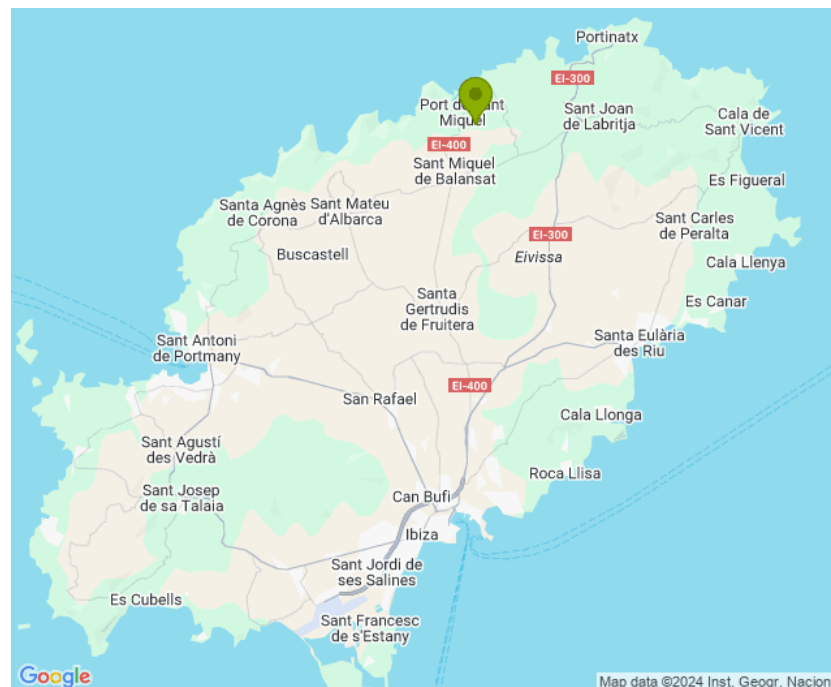 Portinatx
EI-300
Port d
nt
Miquel
Sant Joan
de Labritja
Cala de
Sant Vicent
EI-400
Sant Miquel
de Balansat
Es Figueral
Santa Agnès
de Corona
Sant Mateu
d'Albarca
Sant Carles
de Peralta
EI-300
Buscastell
Eivissa
Cala Llenya
Santa
Gertrudis
de Fruitera
Es Canar
Sant Antoni
de Portmany
Santa Eulària
des Riu
EI-400
San Rafael
Cala Llonga
Sant Agustí
des Vedrà
Roca Llisa
Sant Josep
de sa Talaia
Can Bufi
Ibiza
Sant Jordi de
ses Salines
Es Cubells
Sant Francesc
de s'Estany
Google
Map data ©2024 Inst. Geogr. Nacion